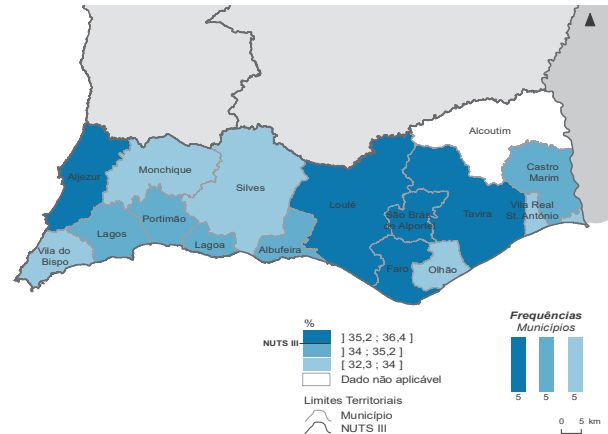 Alcoutim
Aljezur
Monchique
Castro
Marim
Silves
Loulé
São Brás
de Alportel
Tavira
Vila Real
St. António
Portimão
Lagos
Lagoa
Albufeira
Vila do
Bispo
Faro
Olhão
%
NUTS III
] 35,2 ; 36,4 ]
] 34 ; 35,2 ]
[ 32,3 ; 34 ]
Dado não aplicável
Limites Territoriais
Município
NUTS III
Frequências
Municípios
5 5 5
0 5 km